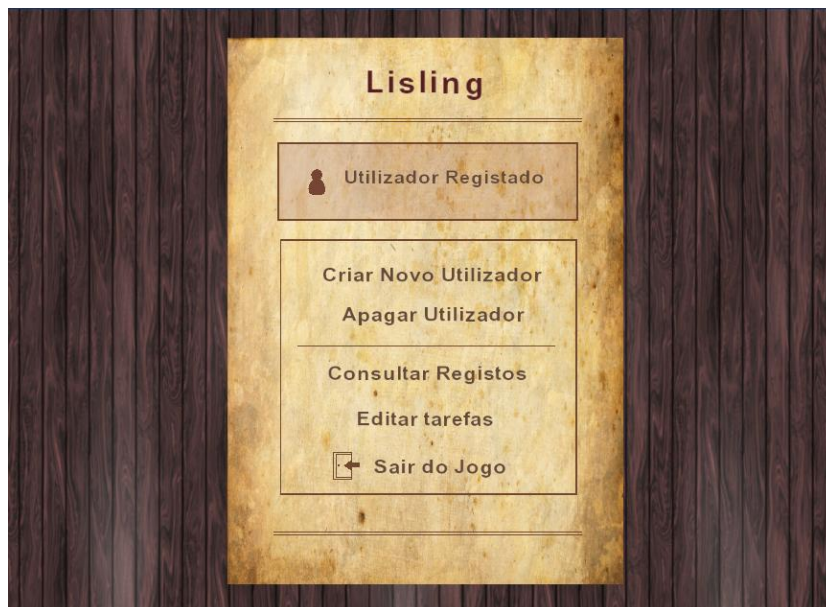 Lisling
Utilizador Registado
Criar Novo Utilizador
Apagar Utilizador
Consultar Registos
Editar tarefas
Sair do Jogo